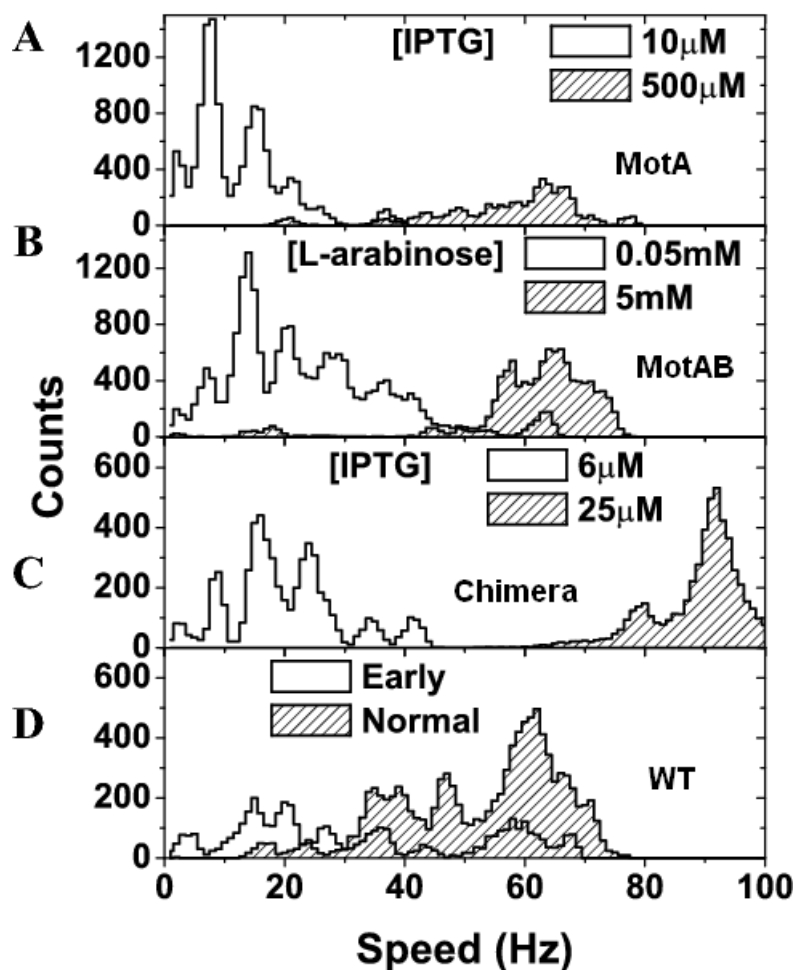 A
[IPTG]
10μM
500μM
MotA
1200
800
400
0
B
[L-arabinose]
0.05mM
5mM
MotAB
1200
800
400
0
Counts
C
[IPTG]
6μM
25μM
Chimera
600
400
200
0
D
Early
Normal
WT
600
400
200
0
0 20 40 60 80 100
Speed (Hz)